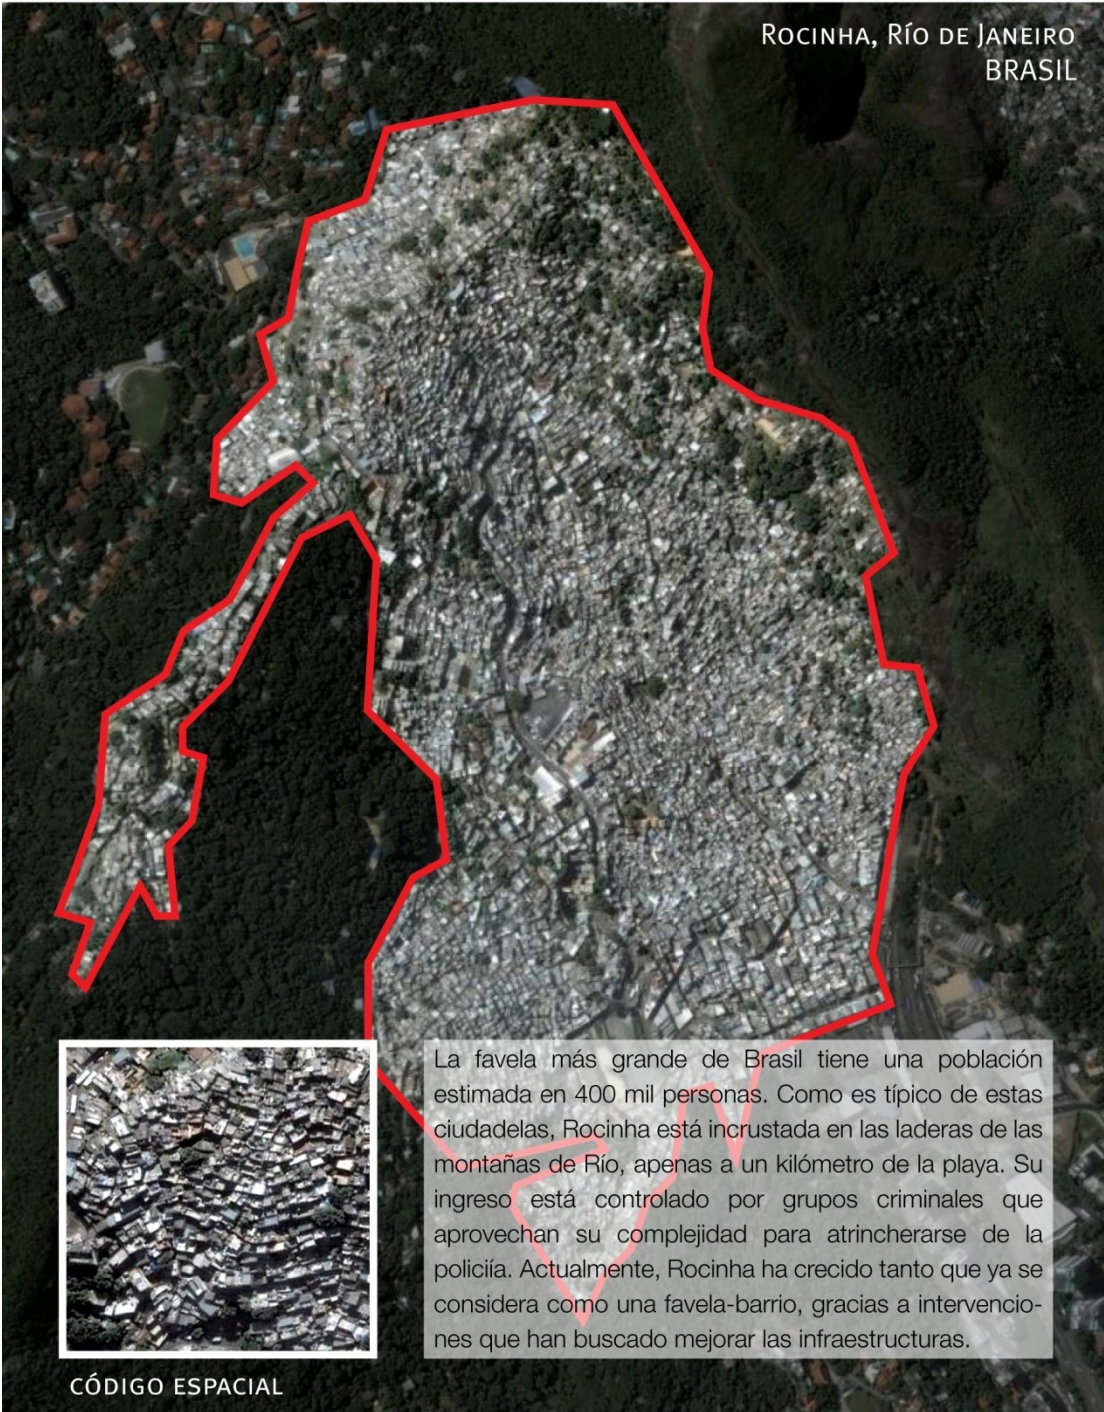 ROCINHA, RÍO DE JANEIRO
BRASIL
La favela más grande de Brasil tiene una población
estimada en 400 mil personas. Como es típico de estas
ciudadelas, Rocinha está incrustada en las laderas de las
montañas de Río, apenas a un kilómetro de la playa. Su
ingreso está controlado por grupos criminales que
aprovechan su complejidad para atrincherarse de la
policiía. Actualmente, Rocinha ha crecido tanto que ya se
considera como una favela-barrio, gracias a intervencio-
nes que han buscado mejorar las infraestructuras.
CÓDIGO ESPACIAL